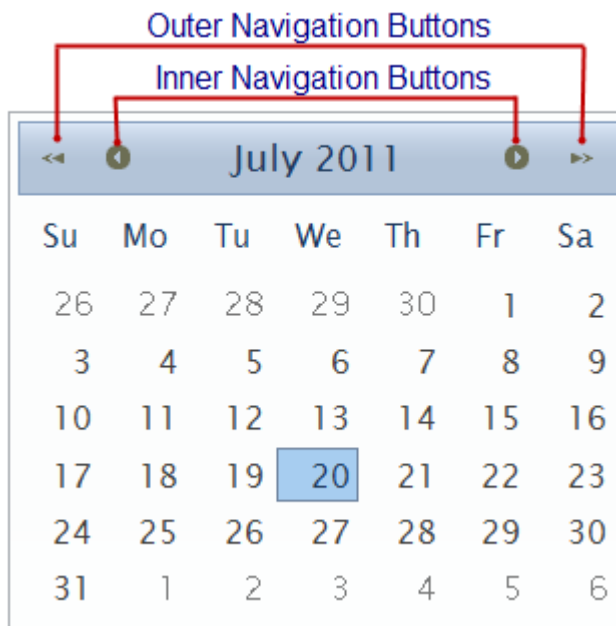 Outer Navigation Buttons
Inner Navigation Buttons
July 2011
Su Mo Tu We Th Fr Sa
26 27 28 29 30 1 2
3 4 5 6 7 8 9
10 11 12 13 14 15 16
17 18 19 20 21 22 23
24 25 26 27 28 29 30
31 1 2 3 4 5 6